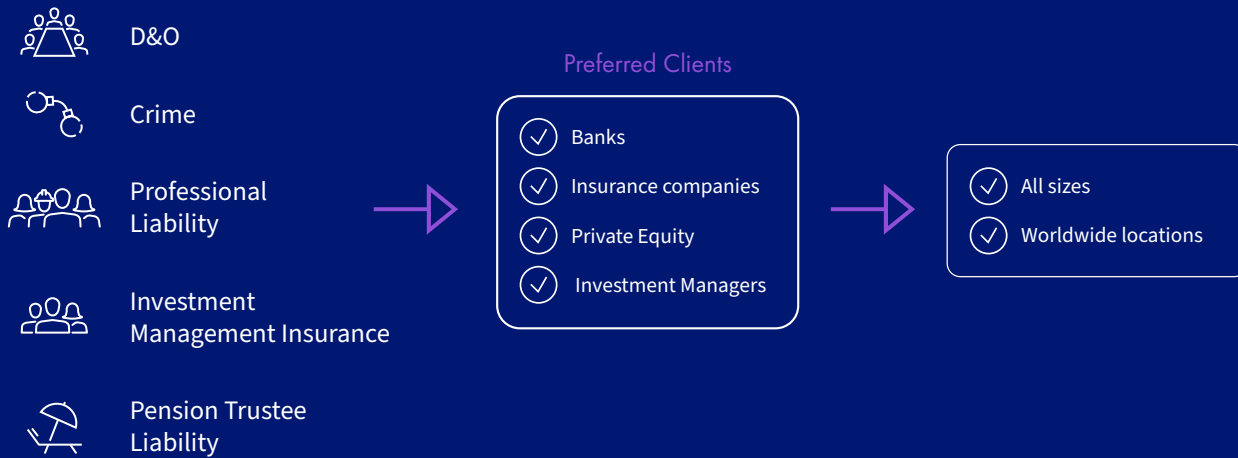 D&O
Crime
Professional
Liability
Investment
Management Insurance
Pension Trustee
Liability
Preferred Clients
Banks
Insurance companies
Private Equity
Investment Managers
All sizes
Worldwide locations